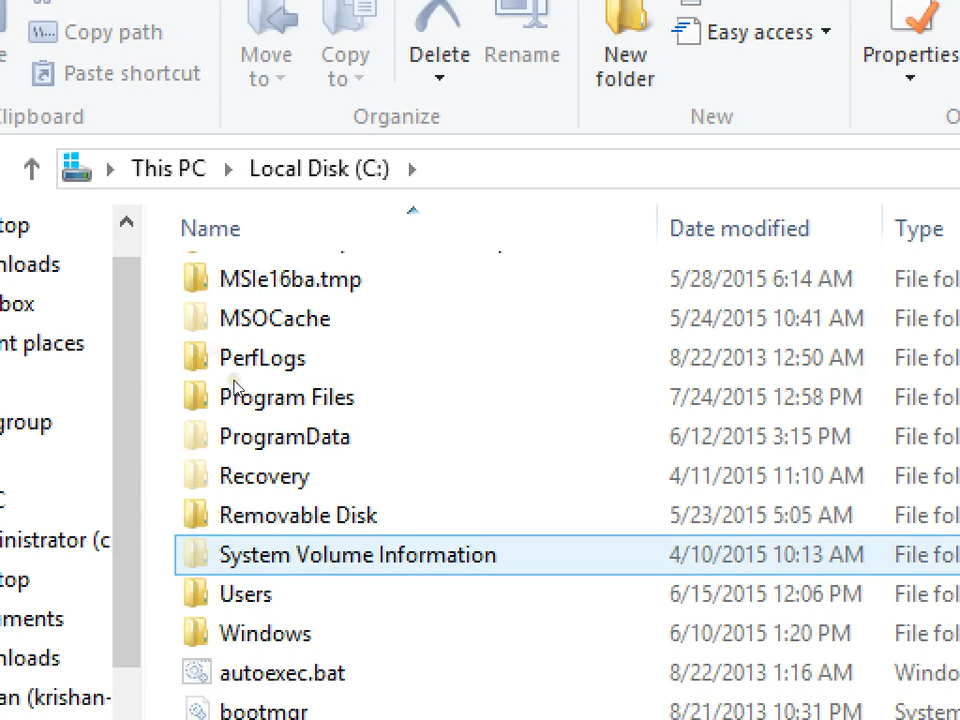 Copy path
Paste shortcut
Move to
Copy to
Delete
Rename
New folder
Easy access
Properties
Clipboard
Organize
New
This PC
Local Disk (C:)
Name
Date modified
Type
top
nloads
box
nt places
group
C
inistrator (c
top
uments
nloads
an (krishan-
MSIe16ba.tmp 5/28/2015 6:14 AM File fol
MSOCache 5/24/2015 10:41 AM File fol
PerfLogs 8/22/2013 12:50 AM File fol
Program Files 7/24/2015 12:58 PM File fol
ProgramData 6/12/2015 3:15 PM File fol
Recovery 4/11/2015 11:10 AM File fol
Removable Disk 5/23/2015 5:05 AM File fol
System Volume Information 4/10/2015 10:13 AM File fol
Users 6/15/2015 12:06 PM File fol
Windows 6/10/2015 1:20 PM File fol
autoexec.bat 8/22/2013 1:16 AM Windo
bootmgr 8/21/2013 10:31 PM System